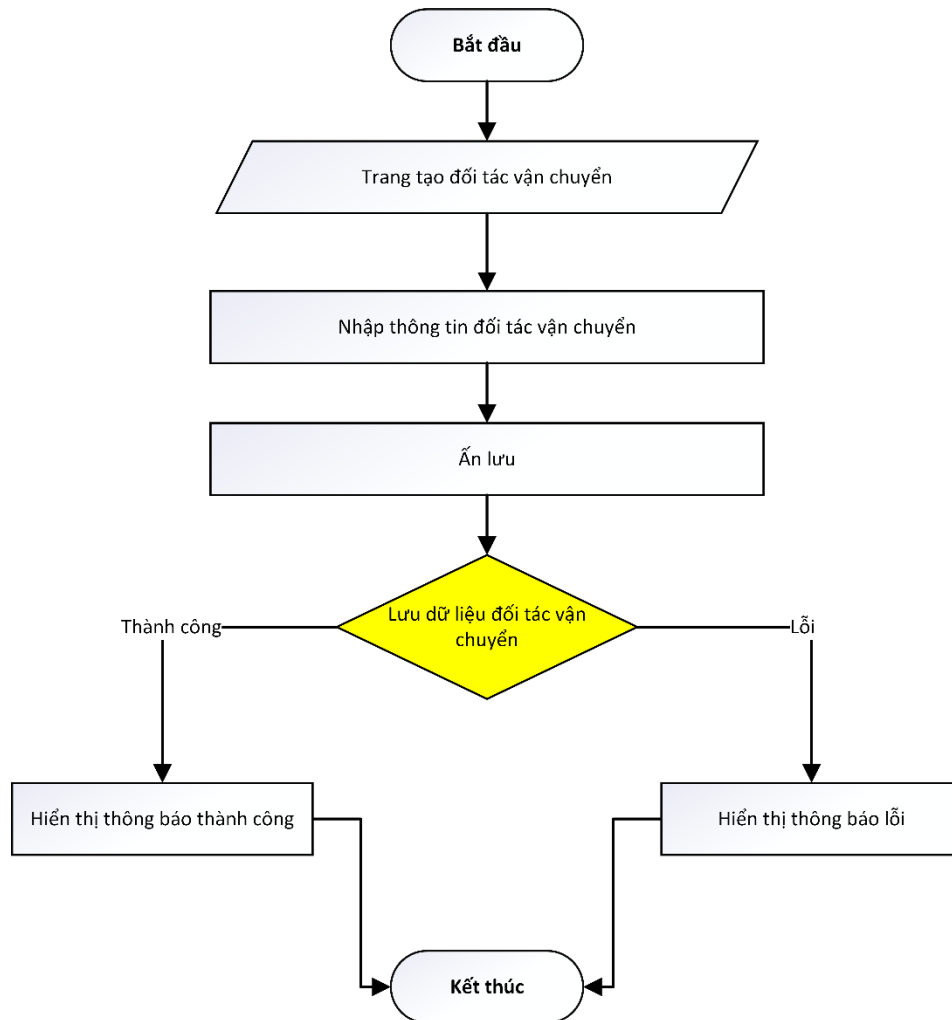 Bắt đầu
Trang tạo đối tác vận chuyển
Nhập thông tin đối tác vận chuyển
Ấn lưu
Lưu dữ liệu đối tác vận
chuyển
Thành công
Lỗi
Hiển thị thông báo thành công
Hiển thị thông báo lỗi
Kết thúc